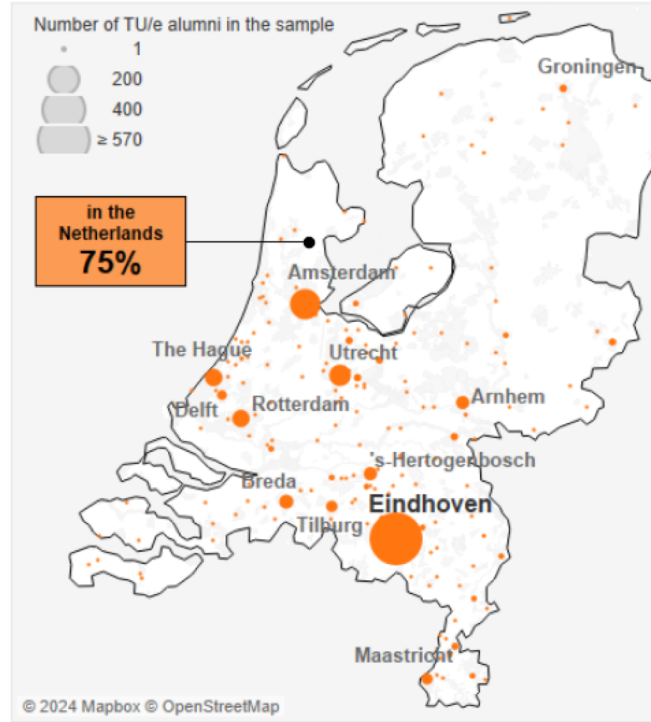 Number of TU/e alumni in the sample
1
200
400
≥ 570
Groningen
in the
Netherlands
75%
Amsterdam
The Hague
Utrecht
Delft
Rotterdam
Arnhem
's-Hertogenbosch
Breda
Eindhoven
Tilburg
Maastricht
© 2024 Mapbox © OpenStreetMap